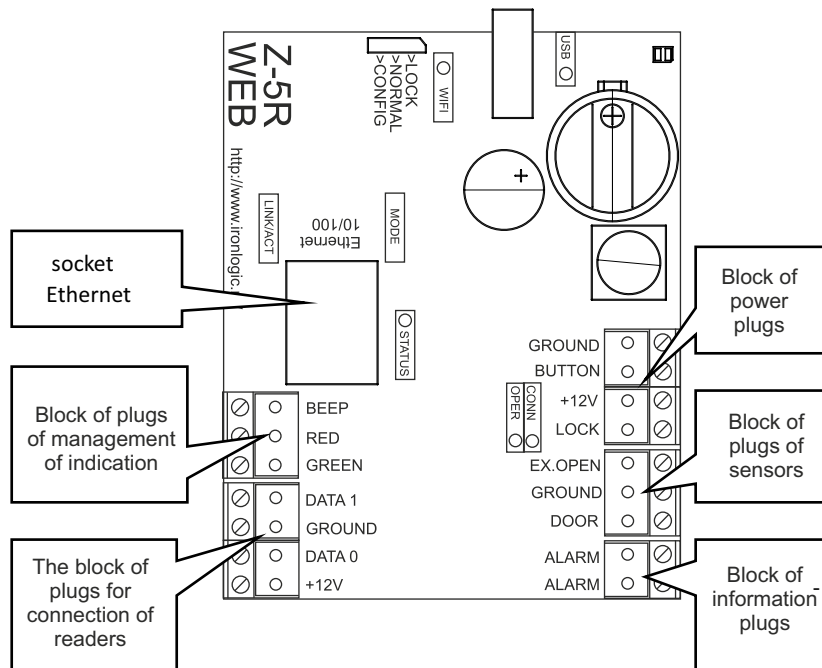 Z-5R
WEB
http://www.ironlogic.
>LOCK
>NORMAL
>CONFIG
WIFI
USB
+
+
LINK/ACT
Ethernet
10/100
MODE
STATUS
socket
Ethernet
Block of plugs
of management
of indication
The block of
plugs for
connection of
readers
BEEP
RED
GREEN
DATA 1
GROUND
DATA 0
+12V
CONN
OPER
GROUND
BUTTON
+12V
LOCK
EX.OPEN
GROUND
DOOR
ALARM
ALARM
Block of
power
plugs
Block of
plugs of
sensors
Block of
information-
plugs